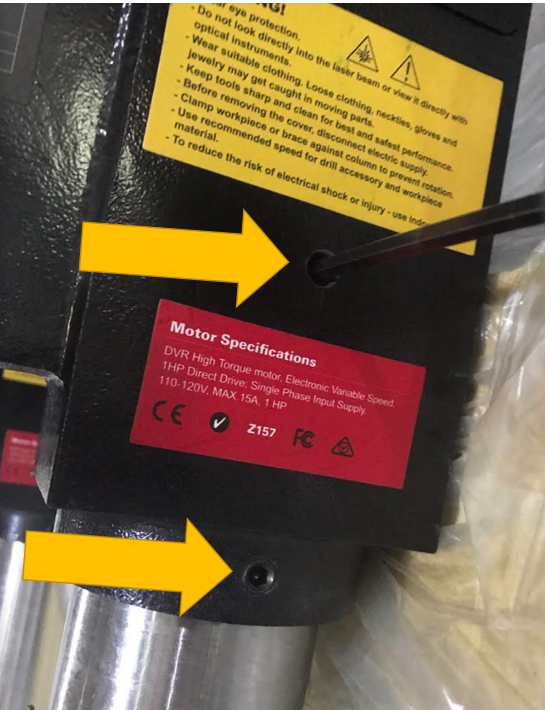 eye protection.
- Do not look directly into the laser beam or view it directly with
optical instruments.
- Wear suitable clothing. Loose clothing, neckties, gloves and
jewelry may get caught in moving parts.
- Keep tools sharp and clean for best and safest performance.
- Before removing the cover, disconnect electric supply.
- Clamp workpiece or brace against column to prevent rotation.
- Use recommended speed for drill accessory and workpiece
material.
- To reduce the risk of electrical shock or injury - use
Motor Specifications
DVR High Torque motor, Electronic Variable Speed.
1HP Direct Drive; Single Phase Input Supply.
110-120V, MAX.15A, 1 HP
CE Z157 FC